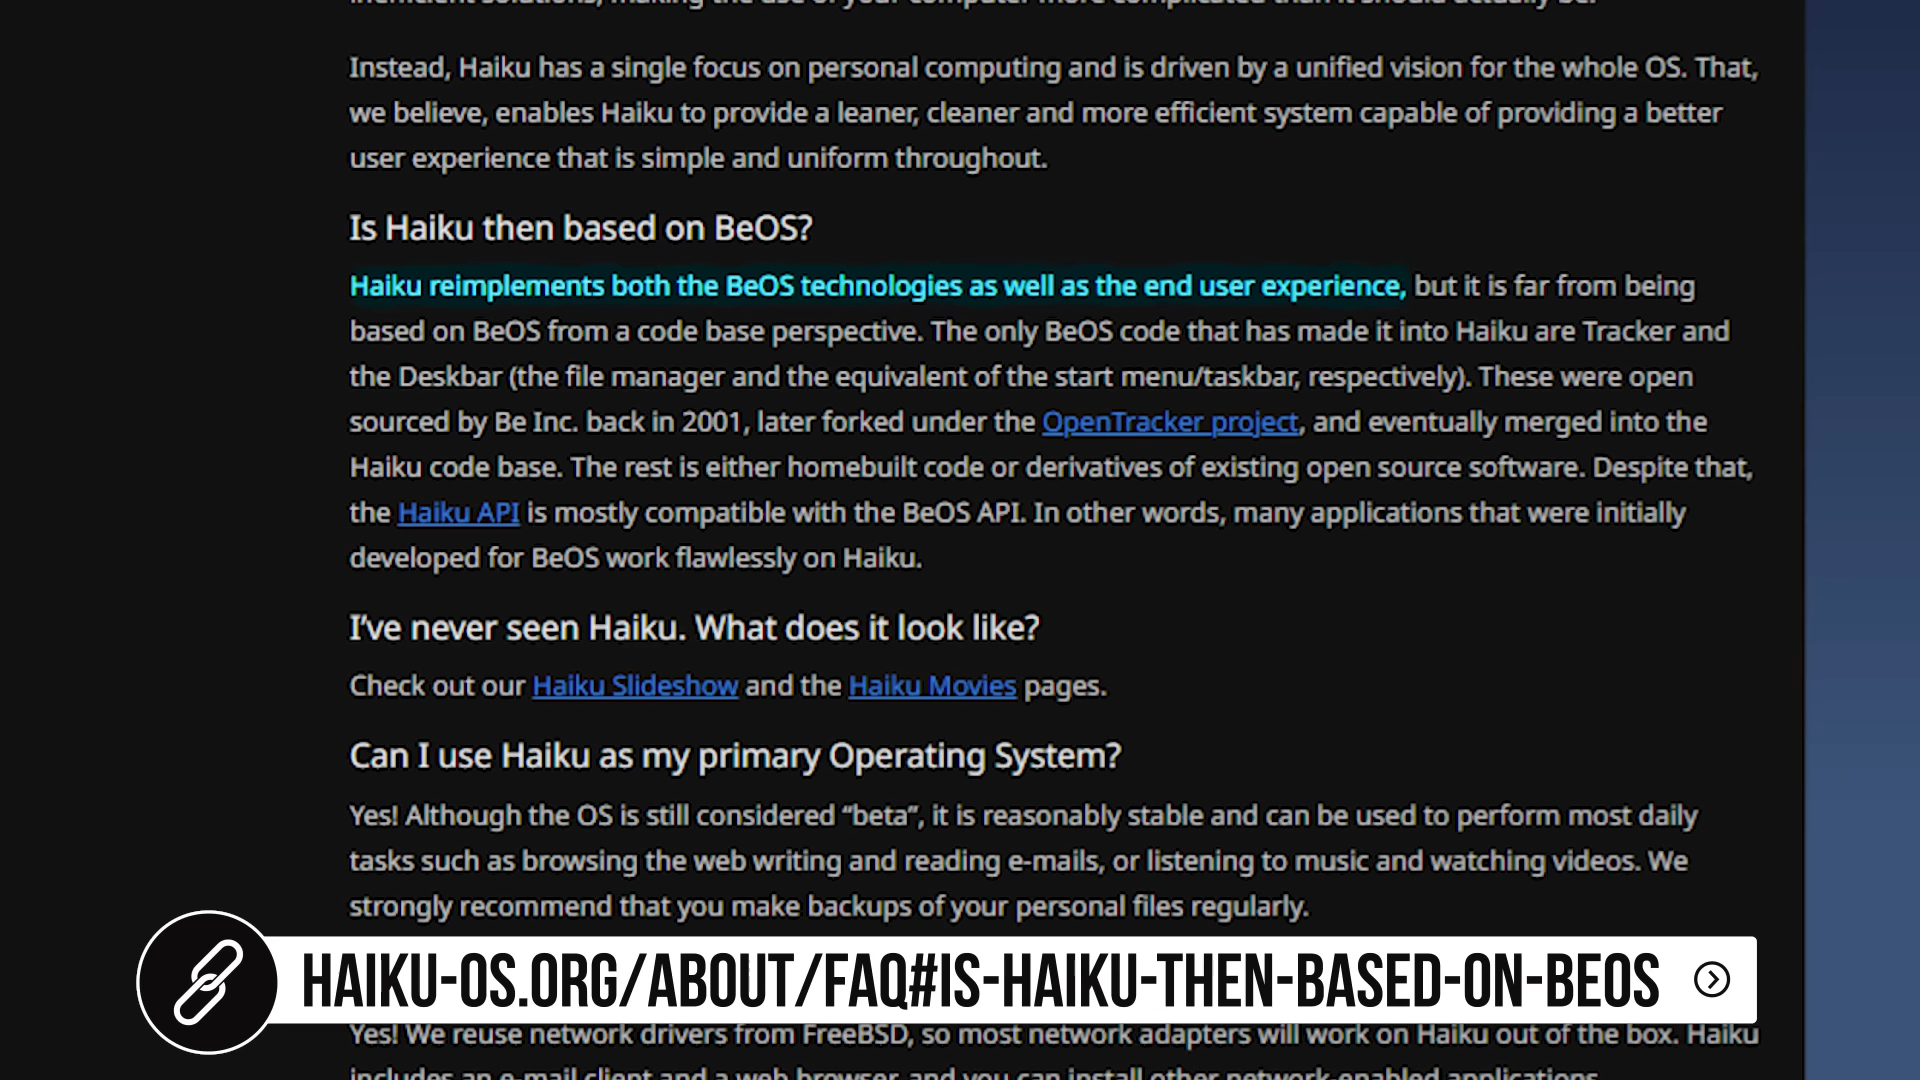 inefficient solutions, making the use of your computer more complicated than it should actually be.
Instead, Haiku has a single focus on personal computing and is driven by a unified vision for the whole OS. That,
we believe, enables Haiku to provide a leaner, cleaner and more efficient system capable of providing a better
user experience that is simple and uniform throughout.
Is Haiku then based on BeOS?
Haiku reimplements both the BeOS technologies as well as the end user experience, but it is far from being
based on BeOS from a code base perspective. The only BeOS code that has made it into Haiku are Tracker and
the Deskbar (the file manager and the equivalent of the start menu/taskbar, respectively). These were open
sourced by Be Inc. back in 2001, later forked under the OpenTracker project, and eventually merged into the
Haiku code base. The rest is either homebuilt code or derivatives of existing open source software. Despite that,
the Haiku API is mostly compatible with the BeOS API. In other words, many applications that were initially
developed for BeOS work flawlessly on Haiku.
I’ve never seen Haiku. What does it look like?
Check out our Haiku Slideshow and the Haiku Movies pages.
Can I use Haiku as my primary Operating System?
Yes! Although the OS is still considered “beta”, it is reasonably stable and can be used to perform most daily
tasks such as browsing the web writing and reading e-mails, or listening to music and watching videos. We
strongly recommend that you make backups of your personal files regularly.
HAIKU-OS.ORG/ABOUT/FAQ#IS-HAIKU-THEN-BASED-ON-BEOS
Yes! We reuse network drivers from FreeBSD, so most network adapters will work on Haiku out of the box. Haiku
includes an e-mail client and a web browser, and you can install other network-enabled applications.